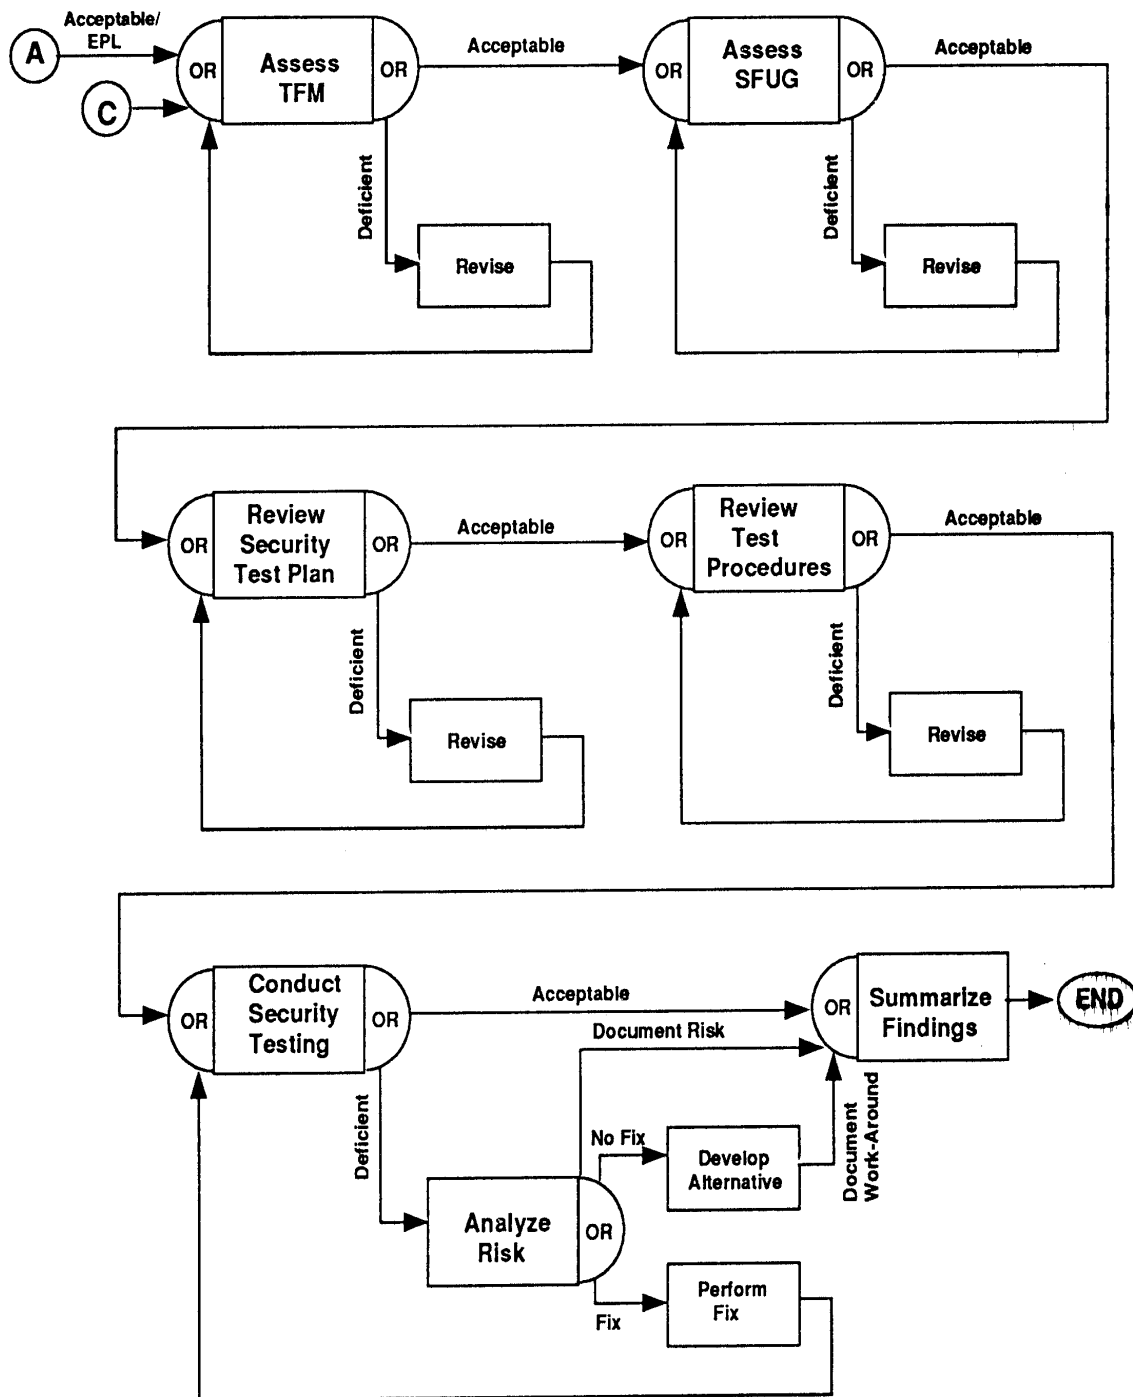 Acceptable/
EPL
A
C
OR
Assess
TFM
OR
Acceptable
OR
Assess
SFUG
OR
Acceptable
Deficient
Revise
Deficient
Revise
OR
Review
Security
Test Plan
OR
Acceptable
OR
Review
Test
Procedures
OR
Acceptable
Deficient
Revise
Deficient
Revise
OR
Conduct
Security
Testing
OR
Acceptable
Document Risk
OR
Summarize
Findings
END
Deficient
Analyze
Risk
OR
No Fix
Develop
Alternative
Document
Work-Around
Fix
Perform
Fix